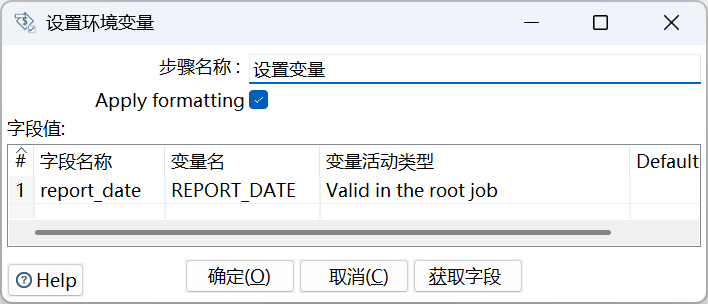 设置环境变量
步骤名称 : 设置变量
Apply formatting
字段值:
# 字段名称 变量名 变量活动类型 Default
1 report_date REPORT_DATE Valid in the root job
Help 确定(O) 取消(C) 获取字段